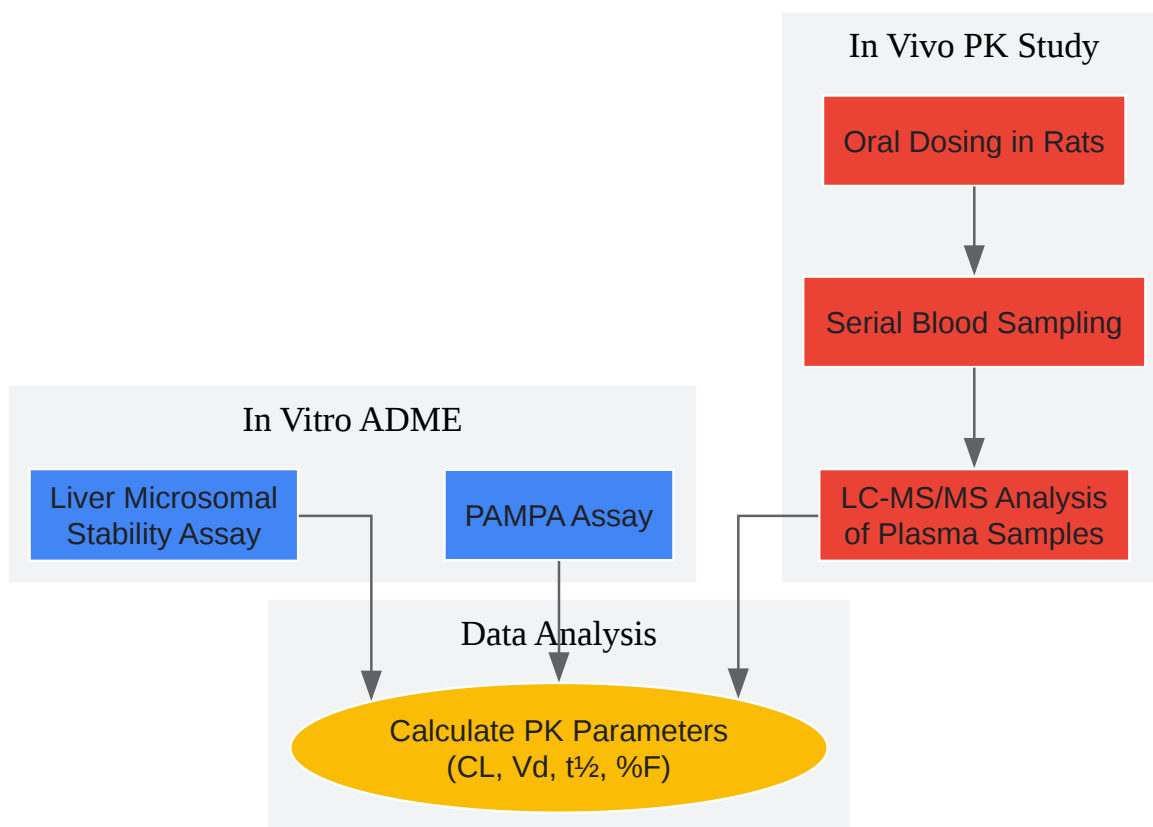 In Vivo PK Study
Oral Dosing in Rats
Serial Blood Sampling
LC-MS/MS Analysis
of Plasma Samples
In Vitro ADME
Liver Microsomal
Stability Assay
PAMPA Assay
Data Analysis
Calculate PK Parameters
(CL, Vd, t½, %F)